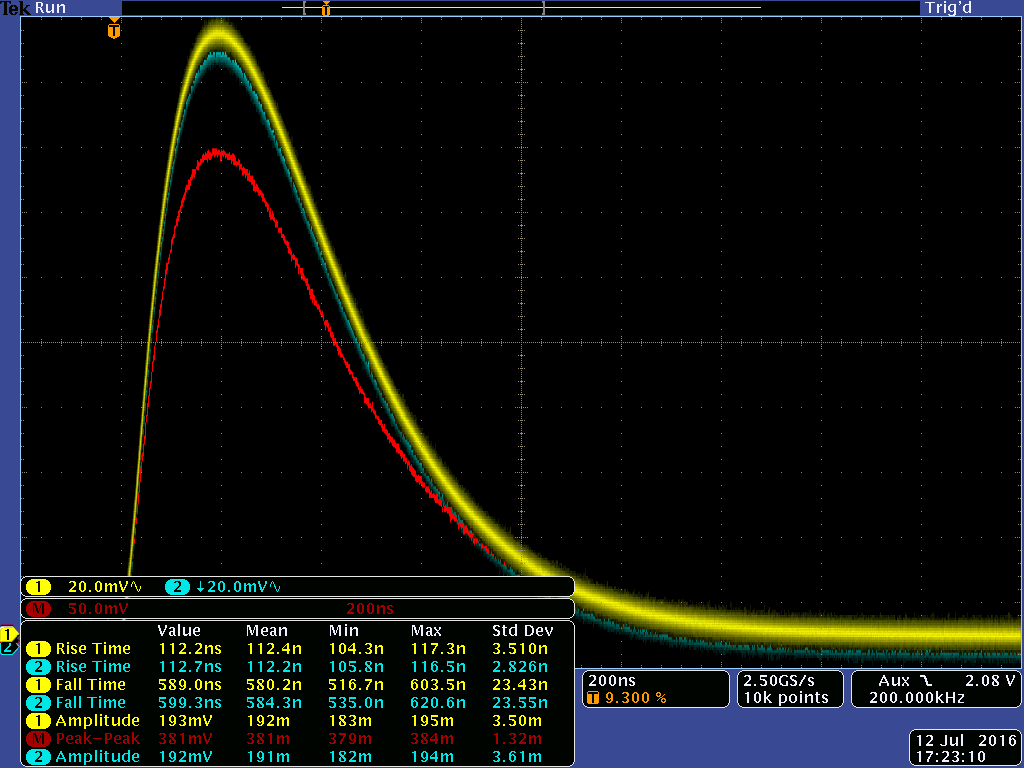 Tek Run Trig'd
T
T
1 20.0mV∿ 2 ↓20.0mV∿
M 50.0mV 200ns
Value Mean Min Max Std Dev
1 Rise Time 112.2ns 112.4n 104.3n 117.3n 3.510n
2 Rise Time 112.7ns 112.2n 105.8n 116.5n 2.826n
1 Fall Time 589.0ns 580.2n 516.7n 603.5n 23.43n
2 Fall Time 599.3ns 584.3n 535.0n 620.6n 23.55n
1 Amplitude 193mV 192m 183m 195m 3.50m
M Peak-Peak 381mV 381m 379m 384m 1.32m
2 Amplitude 192mV 191m 182m 194m 3.61m
1
2
200ns
T 9.300 %
2.50GS/s
10k points
Aux ↘ 2.08 V
200.000kHz
12 Jul 2016
17:23:10